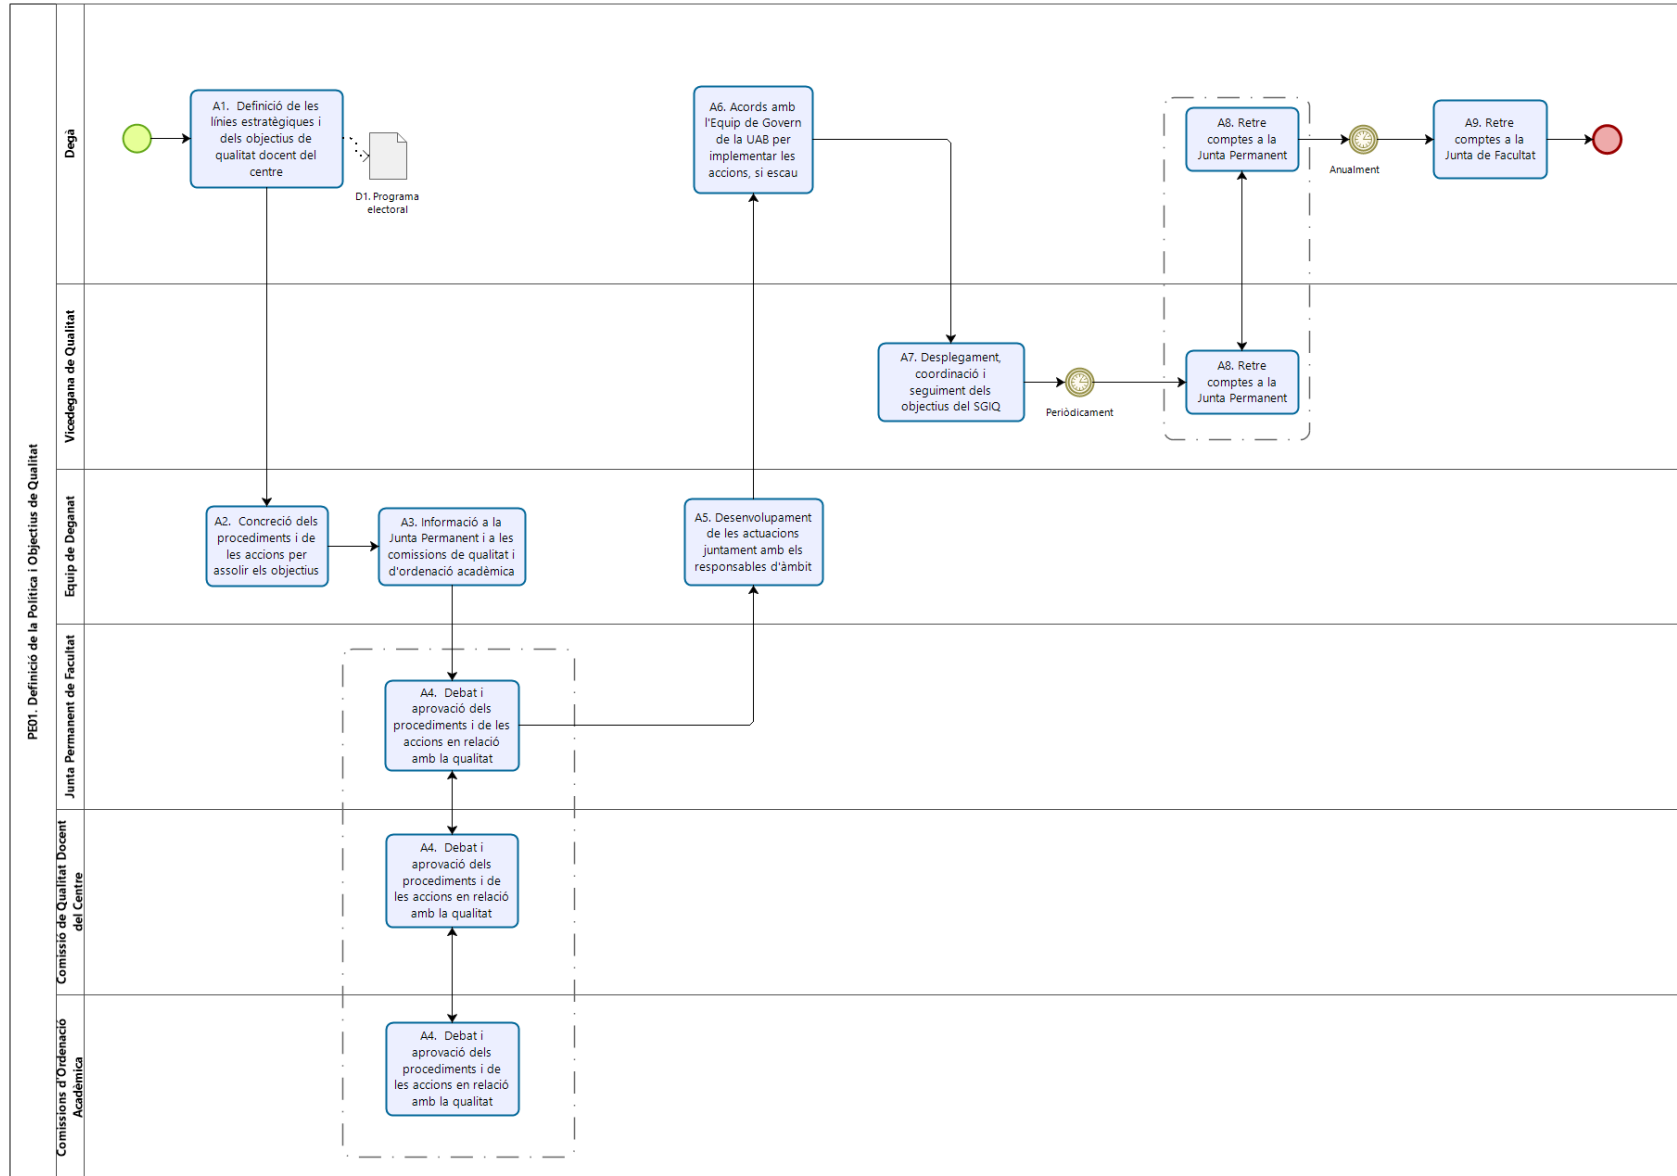 PE01. Definició de la Política i Objectius de Qualitat
Degà
A1.  Definició de les
línies estratègiques i
dels objectius de
qualitat docent del
centre
D1. Programa
electoral
A6. Acords amb
l'Equip de Govern
de la UAB per
implementar les
accions, si escau
A8. Retre
comptes a la
Junta Permanent
Anualment
A9. Retre
comptes a la
Junta de Facultat
Vicedegana de Qualitat
A7. Desplegament,
coordinació i
seguiment dels
objectius del SGIQ
Periòdicament
A8. Retre
comptes a la
Junta Permanent
Equip de Deganat
A2.  Concreció dels
procediments i de
les accions per
assolir els objectius
A3. Informació a la
Junta Permanent i a les
comissions de qualitat i
d'ordenació acadèmica
A5. Desenvolupament
de les actuacions
juntament amb els
responsables d'àmbit
Junta Permanent de Facultat
A4.  Debat i
aprovació dels
procediments i de les
accions en relació
amb la qualitat
Comissió de Qualitat Docent
del Centre
A4.  Debat i
aprovació dels
procediments i de
les accions en relació
amb la qualitat
Comissions d'Ordenació
Acadèmica
A4.  Debat i
aprovació dels
procediments i de
les accions en relació
amb la qualitat